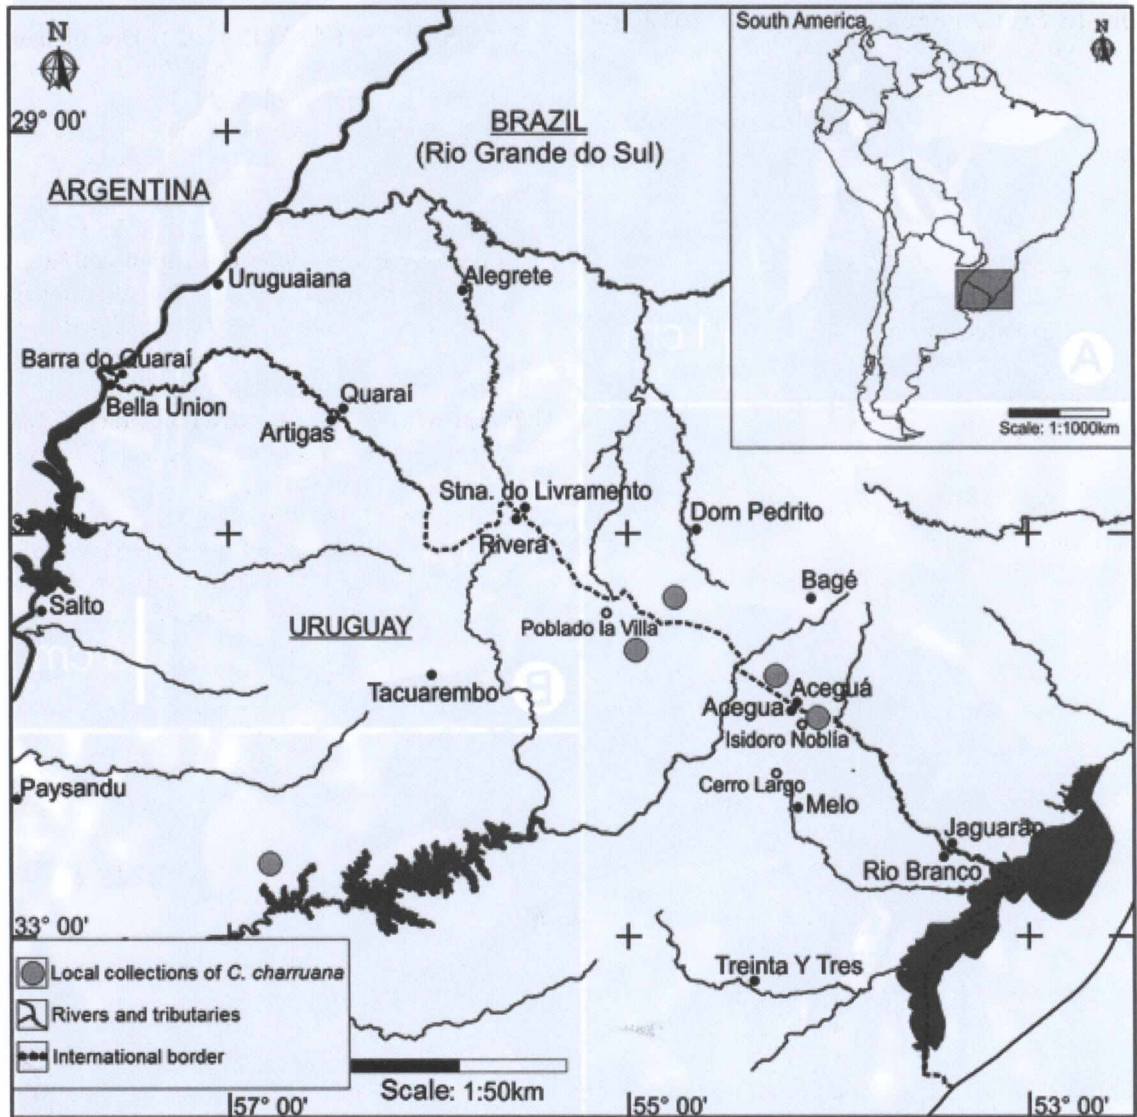 N
South America
N
29° 00'
BRAZIL
(Rio Grande do Sul)
ARGENTINA
Uruguaiana
Alegrete
Barra do Quaraí
Bella Union
Quaraí
Artigas
Scale: 1:1000km
Stna. do Livramento
Rivera
Dom Pedrito
Bagé
Salto
URUGUAY
Poblado la Villa
Tacuarembo
Aceguá
Acegua
Isidoro Noblía
Cerro Largo
Melo
Paysandu
Jaguarão
Rio Branco
33° 00'
Treinta Y Tres
Local collections of C. charruana
Rivers and tributaries
International border
Scale: 1:50km
57° 00'
55° 00'
53° 00'